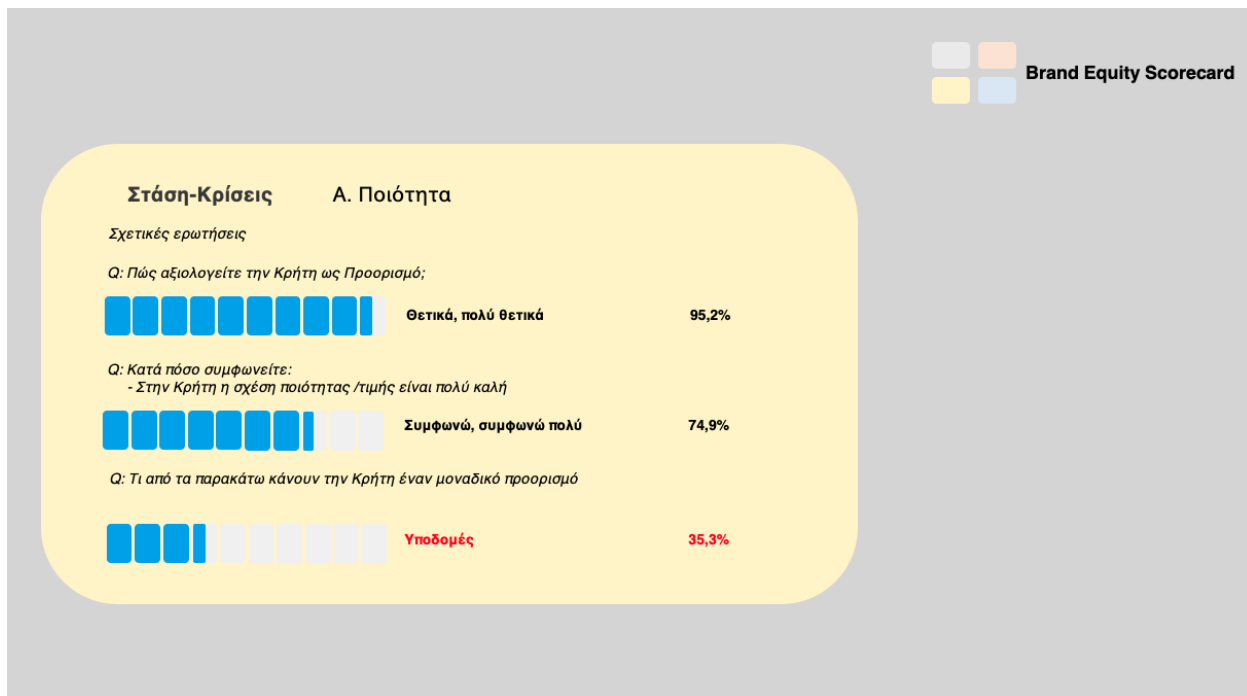 Brand Equity Scorecard
Στάση-Κρίσεις Α. Ποιότητα
Σχετικές ερωτήσεις
Q: Πώς αξιολογείτε την Κρήτη ως Προορισμό;
Θετικά, πολύ θετικά 95,2%
Q: Κατά πόσο συμφωνείτε:
- Στην Κρήτη η σχέση ποιότητας /τιμής είναι πολύ καλή
Συμφωνώ, συμφωνώ πολύ 74,9%
Q: Τι από τα παρακάτω κάνουν την Κρήτη έναν μοναδικό προορισμό
Υποδομές 35,3%